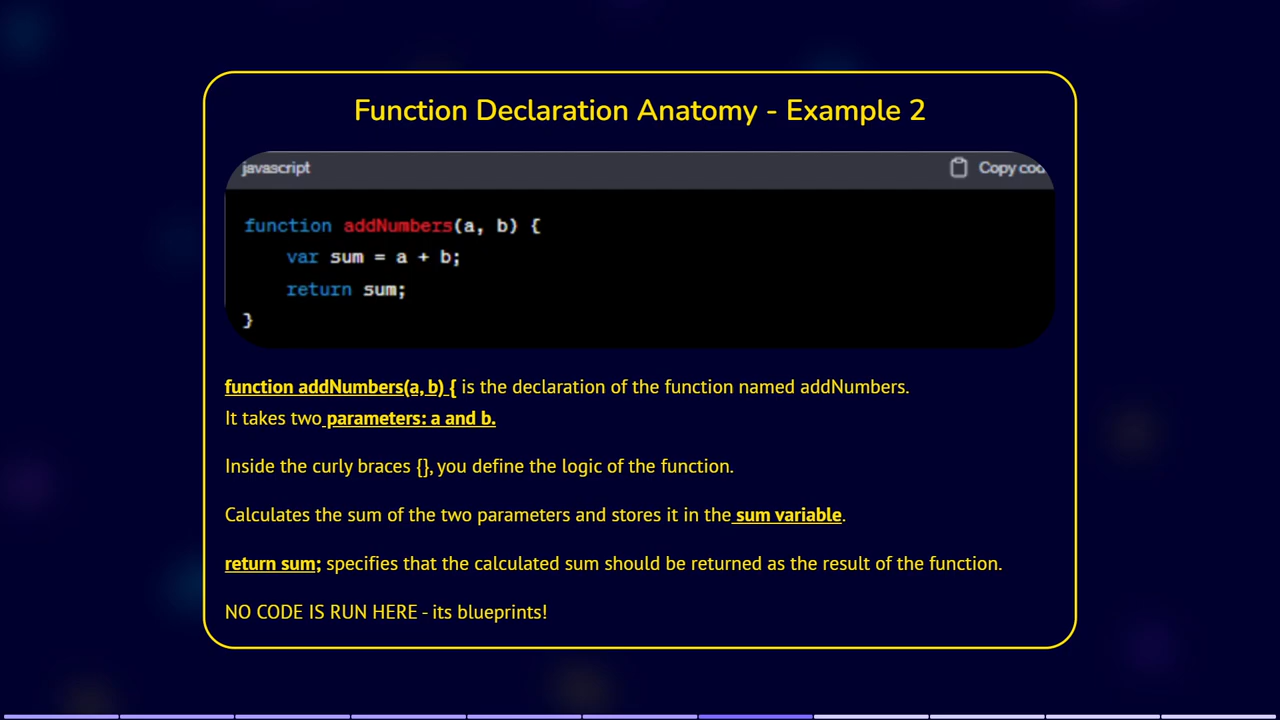 Function Declaration Anatomy - Example 2
javascript
Copy cod
function addNumbers(a, b) {
    var sum = a + b;
    return sum;
}
function addNumbers(a, b) { is the declaration of the function named addNumbers.
It takes two parameters: a and b.
Inside the curly braces {}, you define the logic of the function.
Calculates the sum of the two parameters and stores it in the sum variable.
return sum; specifies that the calculated sum should be returned as the result of the function.
NO CODE IS RUN HERE - its blueprints!